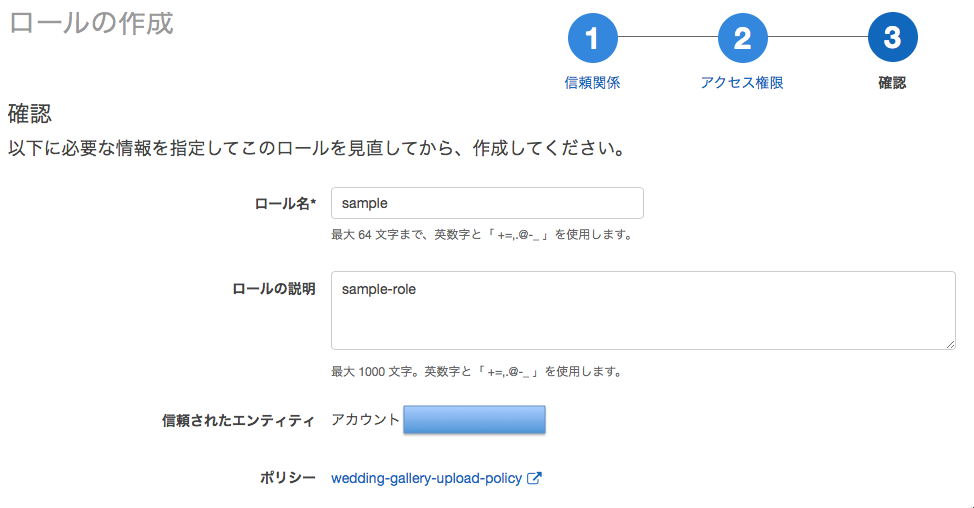 ロールの作成
1
2
3
信頼関係
アクセス権限
確認
確認
以下に必要な情報を指定してこのロールを見直してから、作成してください。
ロール名*
sample
最大 64 文字まで、英数字と「 +=,.@-_ 」を使用します。
ロールの説明
sample-role
最大 1000 文字。英数字と「 +=,.@-_ 」を使用します。
信頼されたエンティティ
アカウント
ポリシー
wedding-gallery-upload-policy